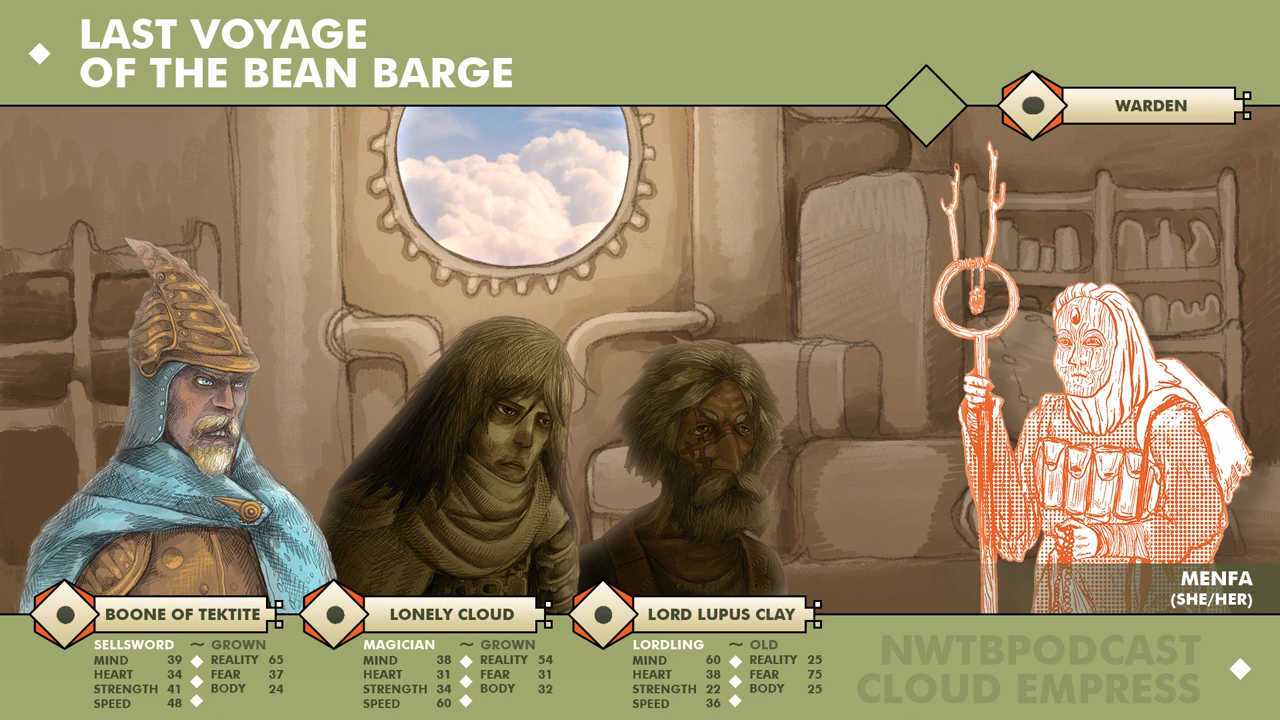 LAST VOYAGE
OF THE BEAN BARGE
WARDEN
MENFA
(SHE/HER)
BOONE OF TEKTITE
SELLSWORD ~ GROWN
MIND 39 REALITY 65
HEART 34 FEAR 37
STRENGTH 41 BODY 24
SPEED 48
LONELY CLOUD
MAGICIAN ~ GROWN
MIND 38 REALITY 54
HEART 31 FEAR 31
STRENGTH 34 BODY 32
SPEED 60
LORD LUPUS CLAY
LORDLING ~ OLD
MIND 60 REALITY 25
HEART 38 FEAR 75
STRENGTH 22 BODY 25
SPEED 36
NWTBPODCAST
CLOUD EMPRESS